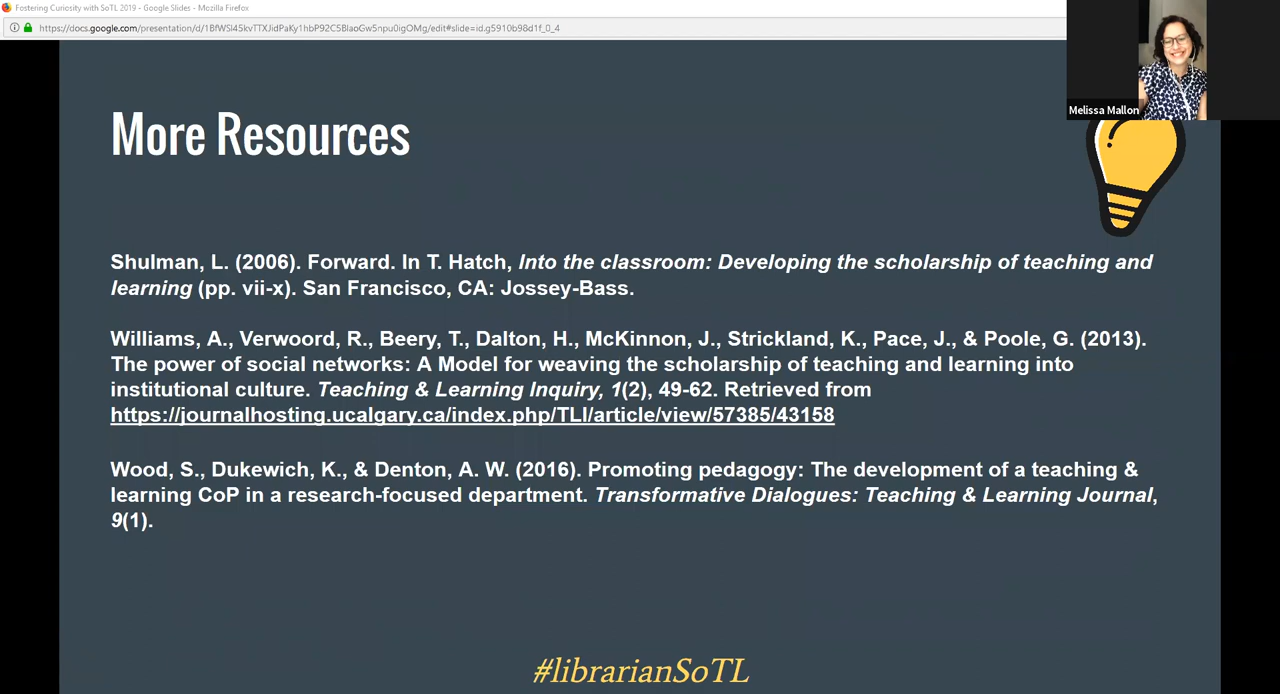 Fostering Curiosity with SoTL 2019 - Google Slides - Mozilla Firefox
https://docs.google.com/presentation/d/1BfWSl45kvTTXJidPaKy1hbP92C5BlaoGw5npu0igOMg/edit#slide=id.g5910b98d1f_0_4
Melissa Mallon
More Resources
Shulman, L. (2006). Forward. In T. Hatch, Into the classroom: Developing the scholarship of teaching and
learning (pp. vii-x). San Francisco, CA: Jossey-Bass.
Williams, A., Verwoord, R., Beery, T., Dalton, H., McKinnon, J., Strickland, K., Pace, J., & Poole, G. (2013).
The power of social networks: A Model for weaving the scholarship of teaching and learning into
institutional culture. Teaching & Learning Inquiry, 1(2), 49-62. Retrieved from
https://journalhosting.ucalgary.ca/index.php/TLI/article/view/57385/43158
Wood, S., Dukewich, K., & Denton, A. W. (2016). Promoting pedagogy: The development of a teaching &
learning CoP in a research-focused department. Transformative Dialogues: Teaching & Learning Journal,
9(1).
#librarianSoTL